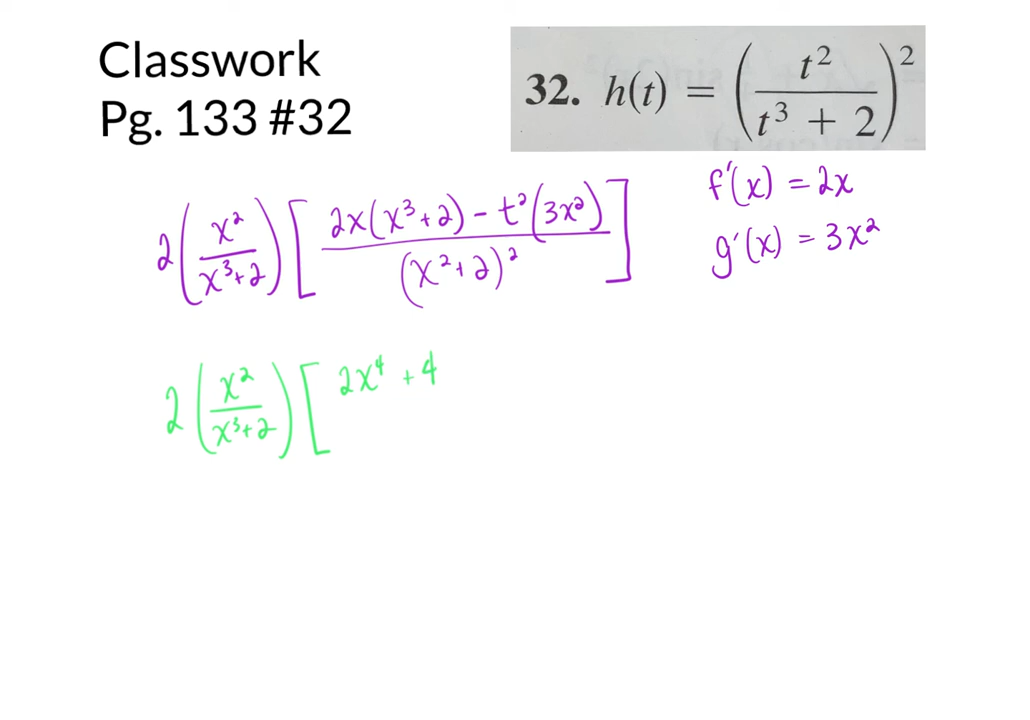 Classwork
Pg. 133 #32
32. h(t) = (t² / (t³ + 2))²
f'(x) = 2x
g'(x) = 3x²
2(x² / (x³+2)) [(2x(x³+2) - t²(3x²)) / (x²+2)²]
2(x² / (x³+2)) [2x⁴ + 4